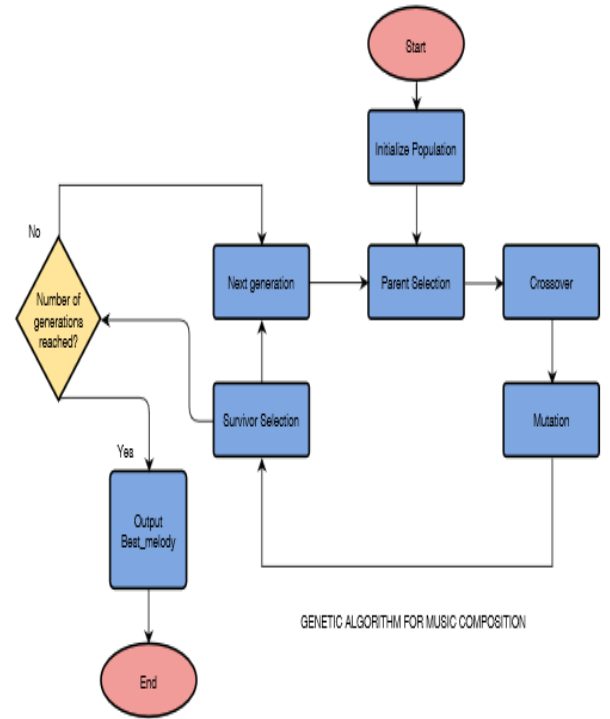 Start
Initialize Population
No
Number of
generations
reached?
Next generation
Parent Selection
Crossover
Survivor Selection
Mutation
Yes
Output
Best_melody
GENETIC ALGORITHM FOR MUSIC COMPOSITION
End